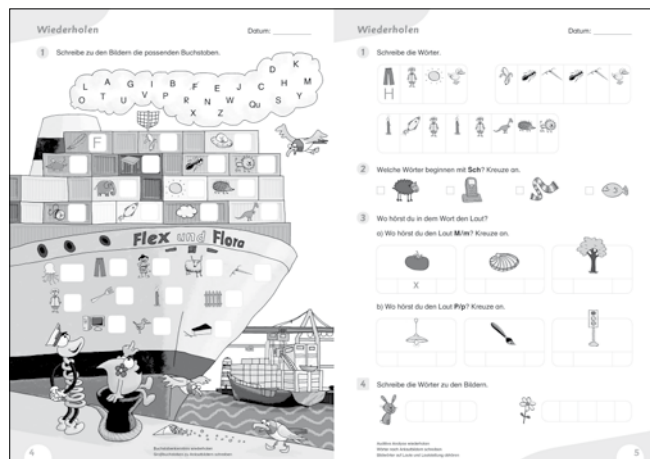 Wiederholen
Datum:
1 Schreibe zu den Bildern die passenden Buchstaben.
D K
L A G I B F E J C H M
O T U V P R N W Qu S Y
X Z
F
Flex und Flora
4
Wiederholen
Datum:
1 Schreibe die Wörter.
H
2 Welche Wörter beginnen mit Sch? Kreuze an.
3 Wo hörst du in dem Wort den Laut?
a) Wo hörst du den Laut M/m? Kreuze an.
x
b) Wo hörst du den Laut P/p? Kreuze an.
4 Schreibe die Wörter zu den Bildern.
5